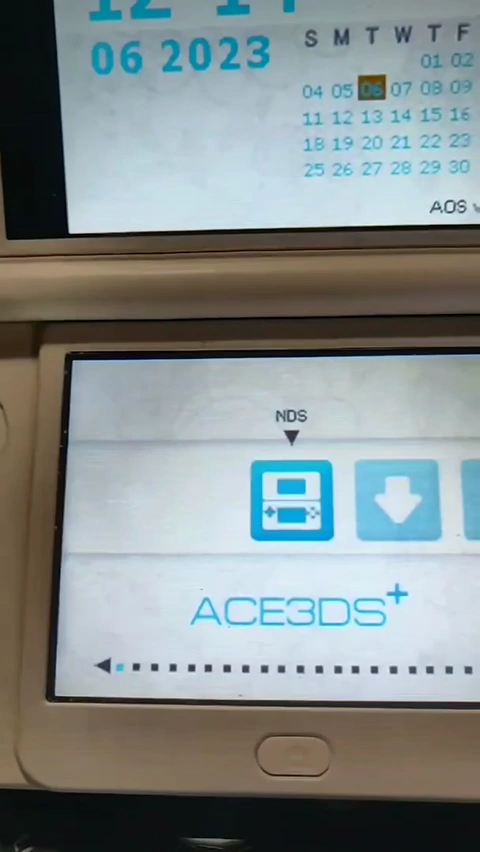 06 2023
S M T W T F
01 02
04 05 06 07 08 09
11 12 13 14 15 16
18 19 20 21 22 23
25 26 27 28 29 30
AOS
NDS
ACE3DS+